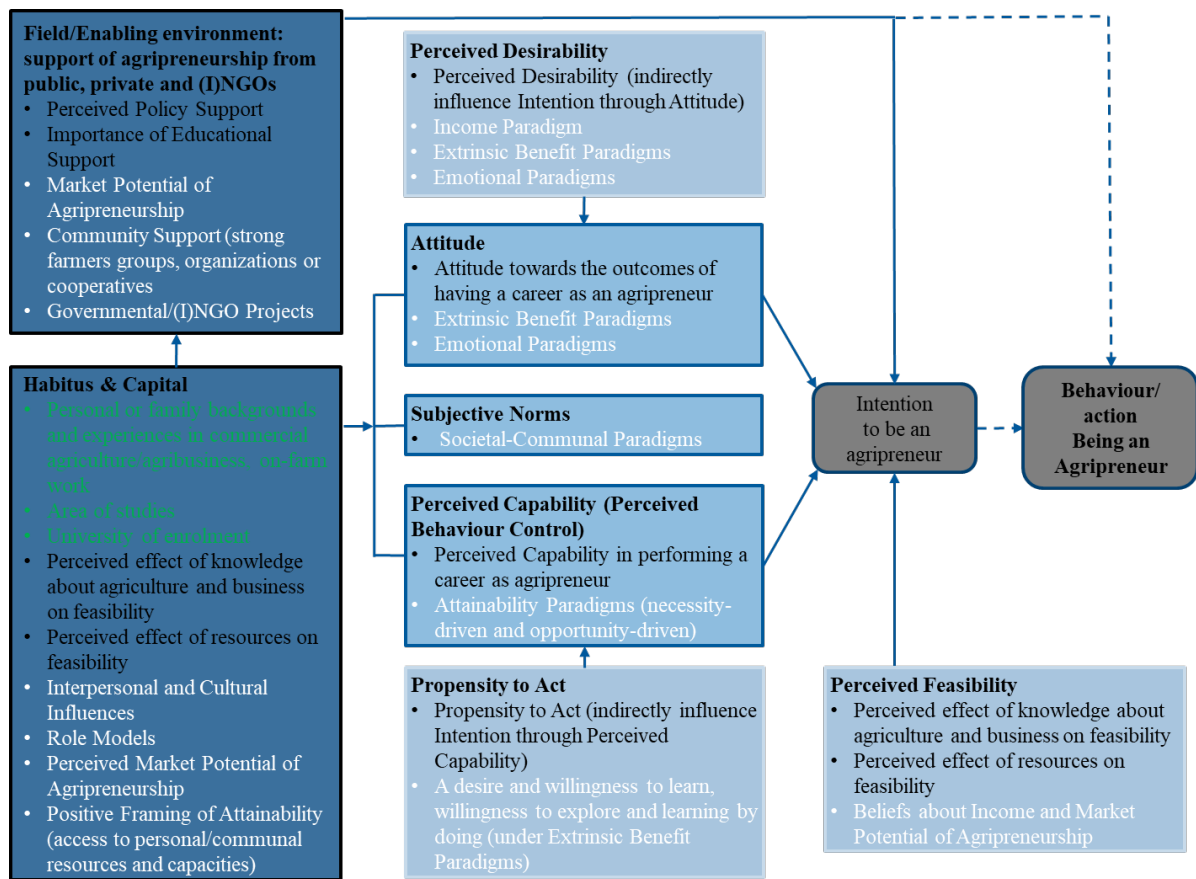 Field/Enabling environment:
support of agripreneurship from
public, private and (I)NGOs
• Perceived Policy Support
• Importance of Educational
Support
• Market Potential of
Agripreneurship
• Community Support (strong
farmers groups, organizations or
cooperatives
• Governmental/(I)NGO Projects
Habitus & Capital
• Personal or family backgrounds
and experiences in commercial
agriculture/agribusiness, on-farm
work
• Area of studies
• University of enrolment
• Perceived effect of knowledge
about agriculture and business
on feasibility
• Perceived effect of resources on
feasibility
• Interpersonal and Cultural
Influences
• Role Models
• Perceived Market Potential of
Agripreneurship
• Positive Framing of Attainability
(access to personal/communal
resources and capacities)
Perceived Desirability
• Perceived Desirability (indirectly
influence Intention through
Attitude)
• Income Paradigm
• Extrinsic Benefit Paradigms
• Emotional Paradigms
Attitude
• Attitude towards the outcomes of
having a career as an agripreneur
• Extrinsic Benefit Paradigms
• Emotional Paradigms
Subjective Norms
• Societal-Communal Paradigms
Perceived Capability (Perceived
Behaviour Control)
• Perceived Capability in performing a
career as agripreneur
• Attainability Paradigms (necessity-
driven and opportunity-driven)
Propensity to Act
• Propensity to Act (indirectly influence
Intention through Perceived
Capability)
• A desire and willingness to learn,
willingness to explore and learning by
doing (under Extrinsic Benefit
Paradigms)
Intention
to be an
agripreneur
Behaviour/
action
Being an
Agripreneur
Perceived Feasibility
• Perceived effect of knowledge about
agriculture and business on feasibility
• Perceived effect of resources on
feasibility
• Beliefs about Income and Market
Potential of Agripreneurship